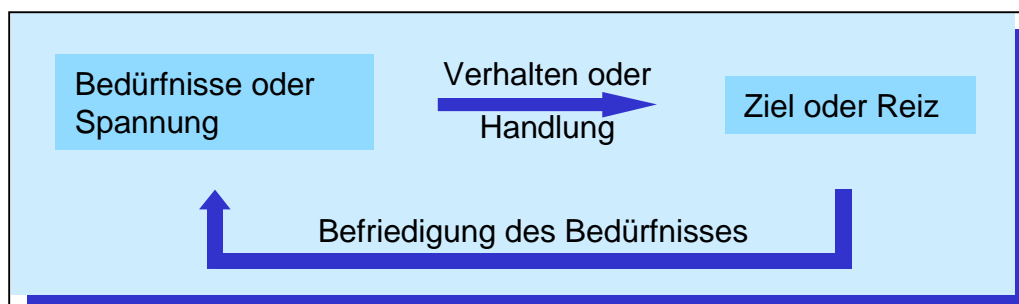 Bedürfnisse oder
Spannung
Verhalten oder
Handlung
Ziel oder Reiz
Befriedigung des Bedürfnisses